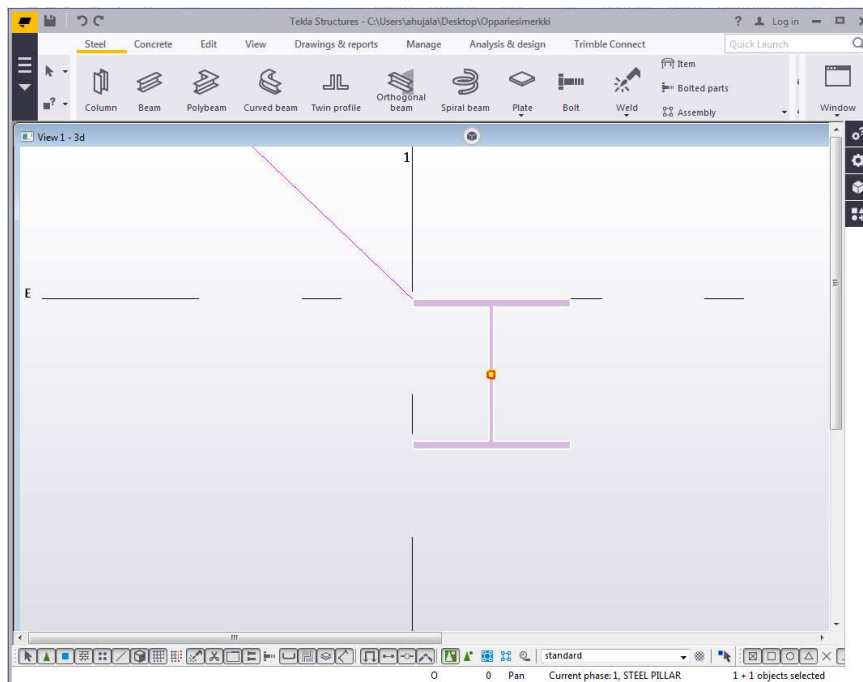 Tekla Structures - C:\Users\ahujala\Desktop\Oppariesimerkki
? Log in
Steel Concrete Edit View Drawings & reports Manage Analysis & design Trimble Connect Quick Launch
Column Beam Polybeam Curved beam Twin profile Orthogonal beam Spiral beam Plate Bolt Weld
Item
Bolted parts
Assembly
Window
View 1 - 3d
1
E
standard
O 0 Pan Current phase: 1, STEEL PILLAR 1 + 1 objects selected